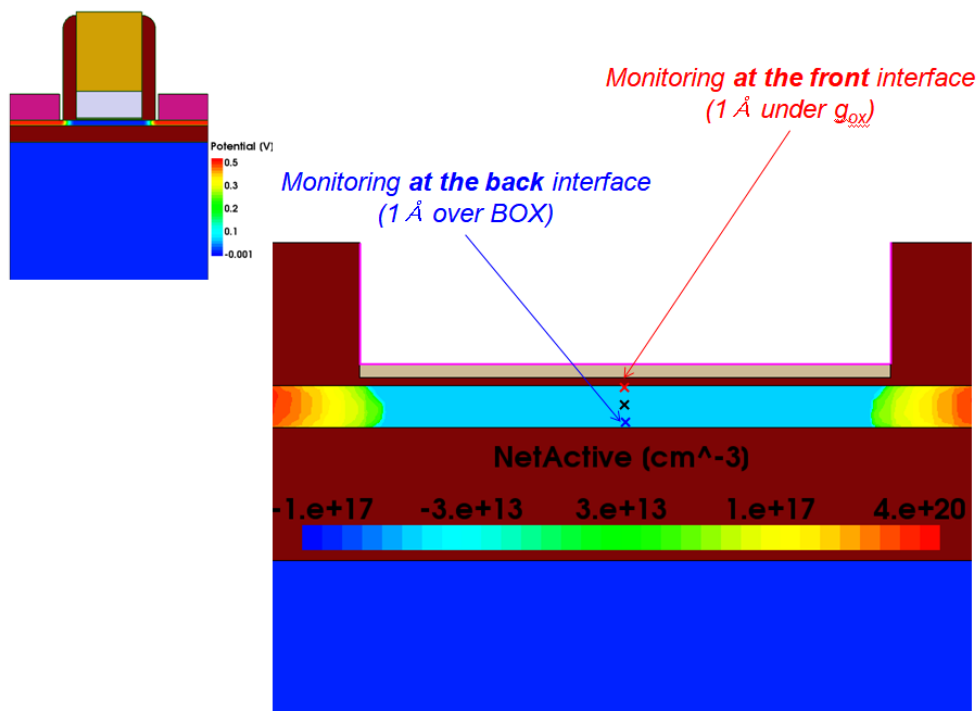 Monitoring at the front interface
(1 Å under gox)
Potential (V)
0.5
0.3
0.2
0.1
-0.001
Monitoring at the back interface
(1 Å over BOX)
NetActive (cm^-3)
-1.e+17 -3.e+13 3.e+13 1.e+17 4.e+20